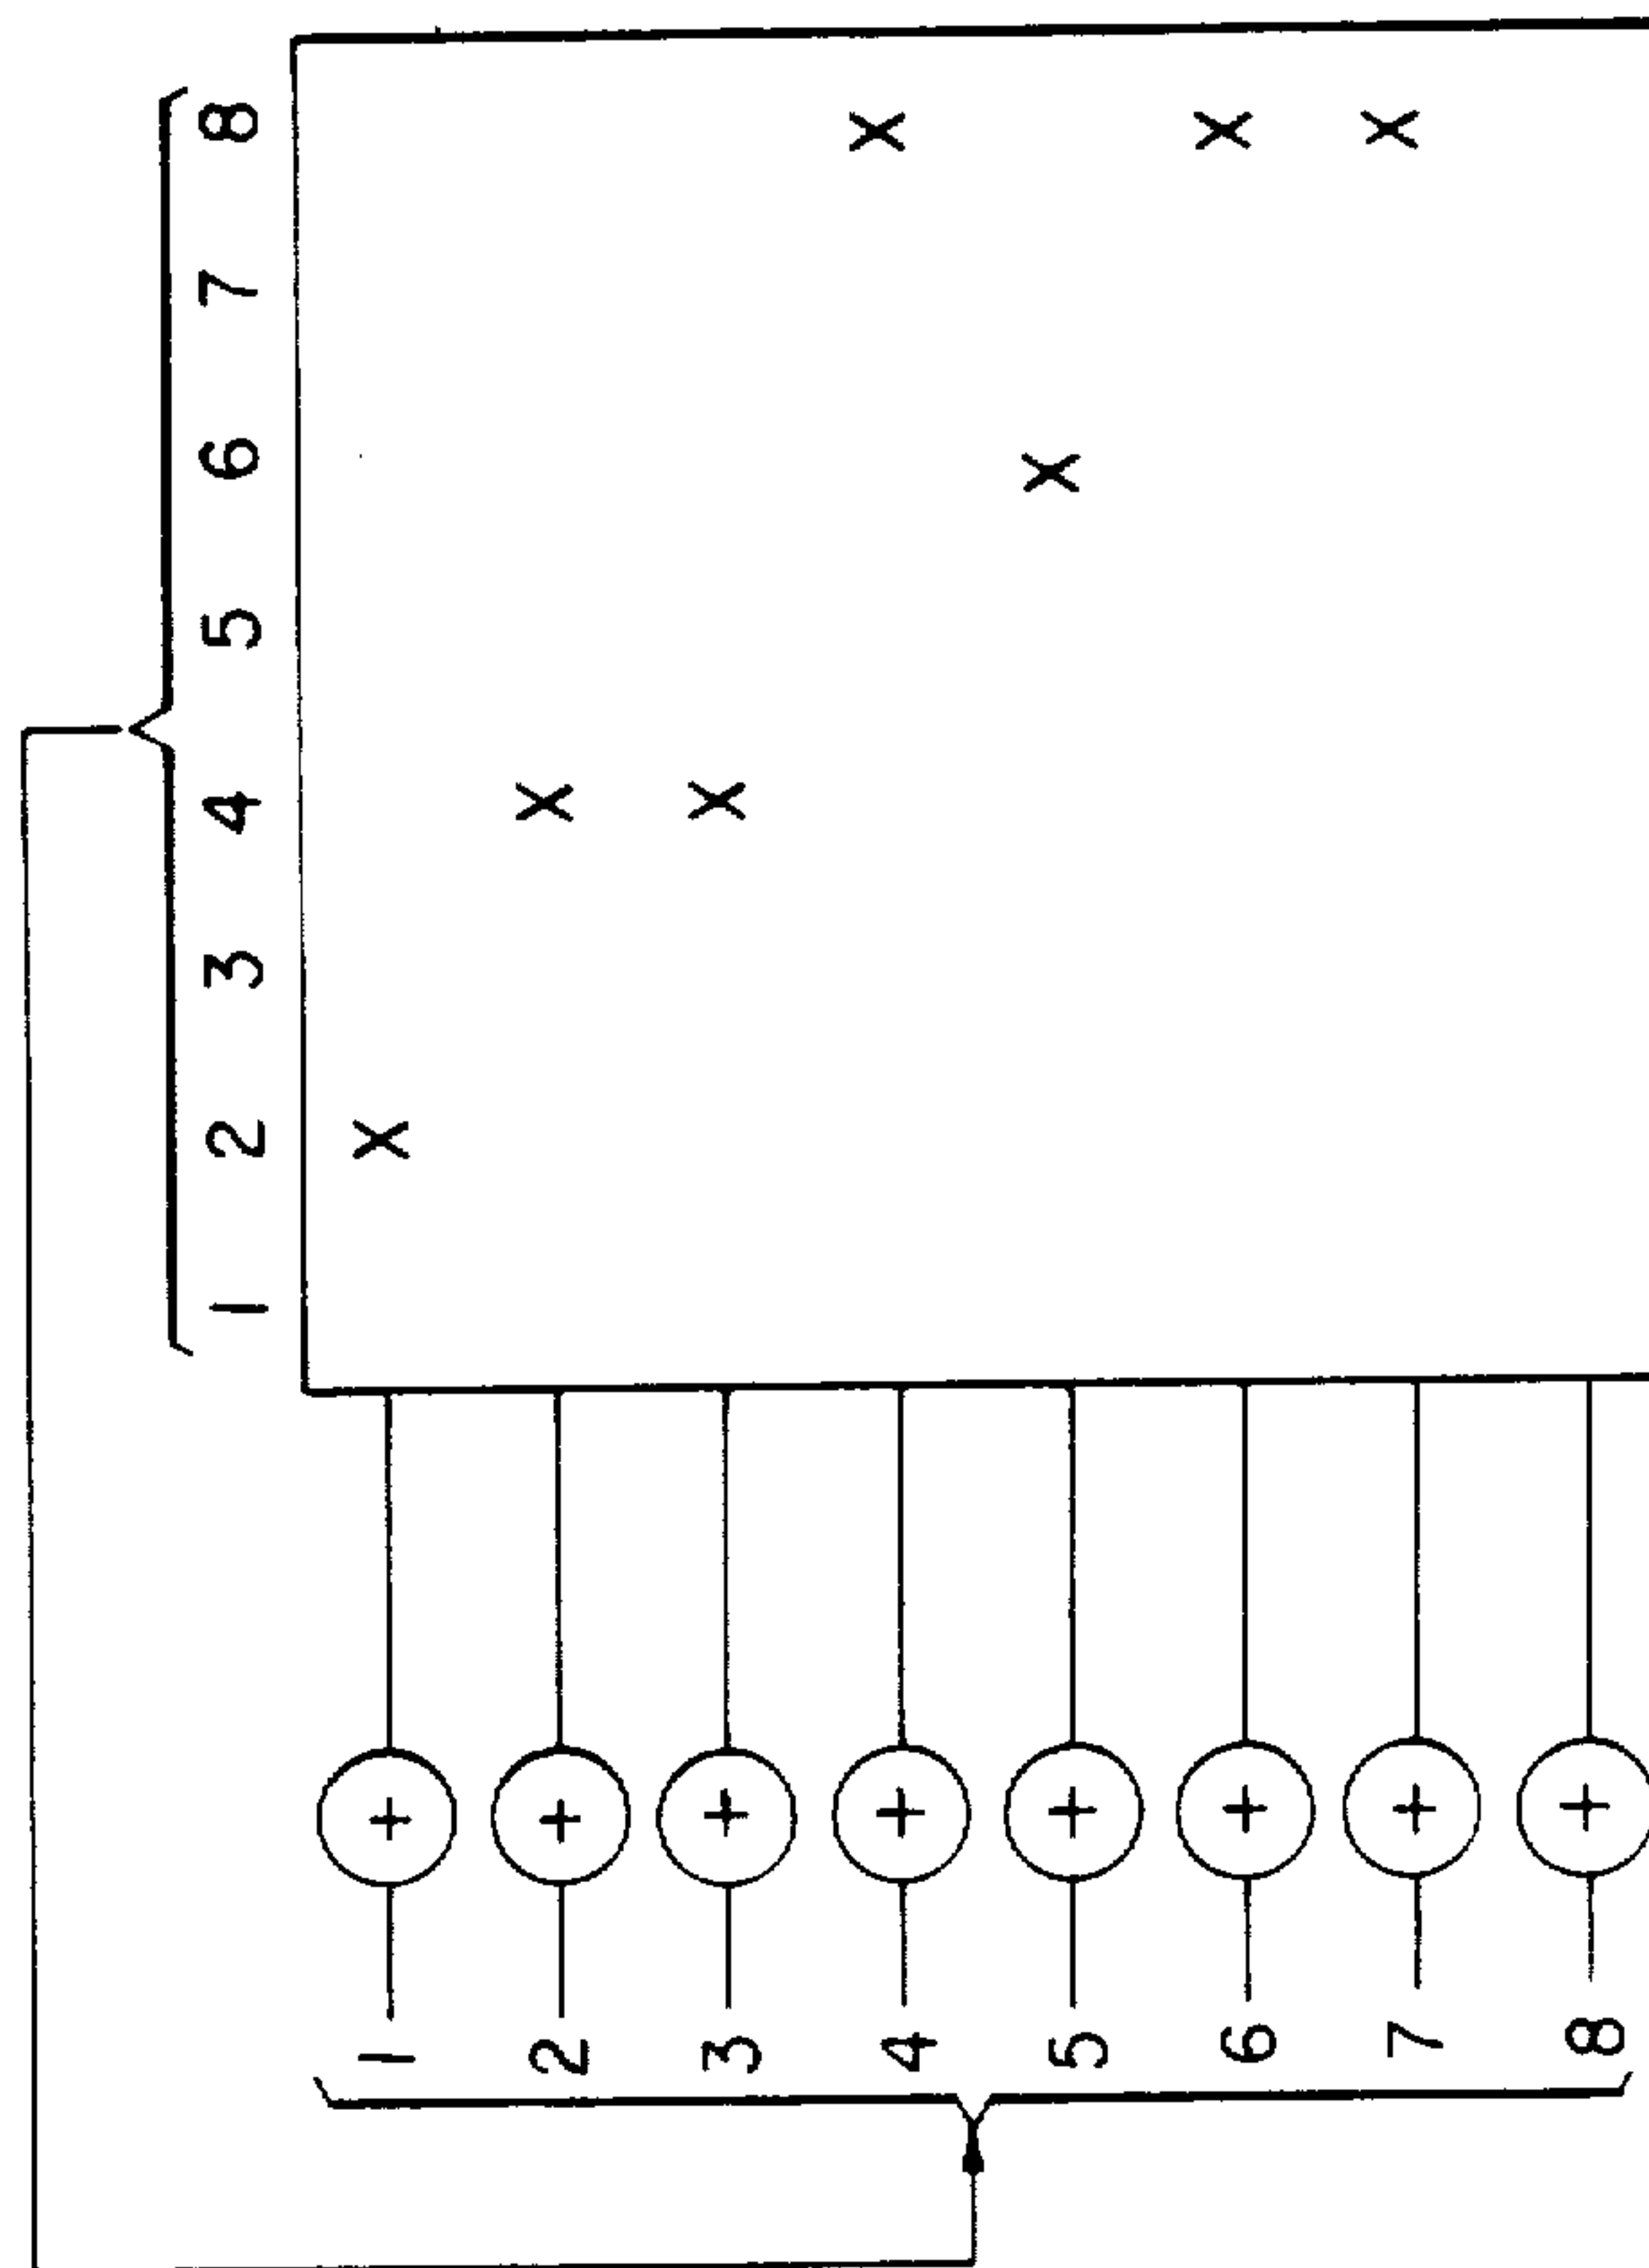 1 2 3 4 5 6 7 8
1 + X
2 + X
3 + X
4 + X
5 + X
6 + X
7 + X
8 +